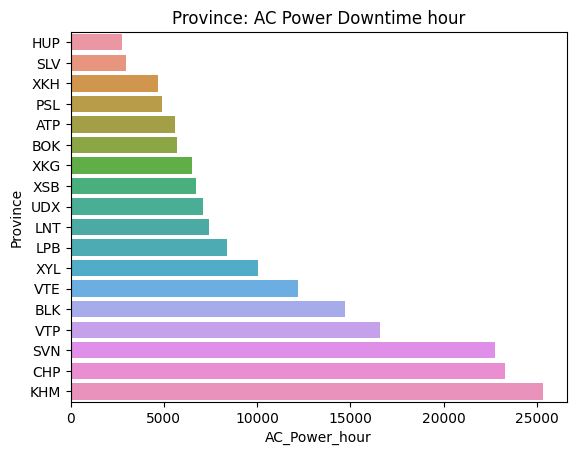 Province: AC Power Downtime hour
HUP
SLV
XKH
PSL
ATP
BOK
XKG
XSB
UDX
LNT
LPB
XYL
VTE
BLK
VTP
SVN
CHP
KHM
Province
0 5000 10000 15000 20000 25000
AC_Power_hour